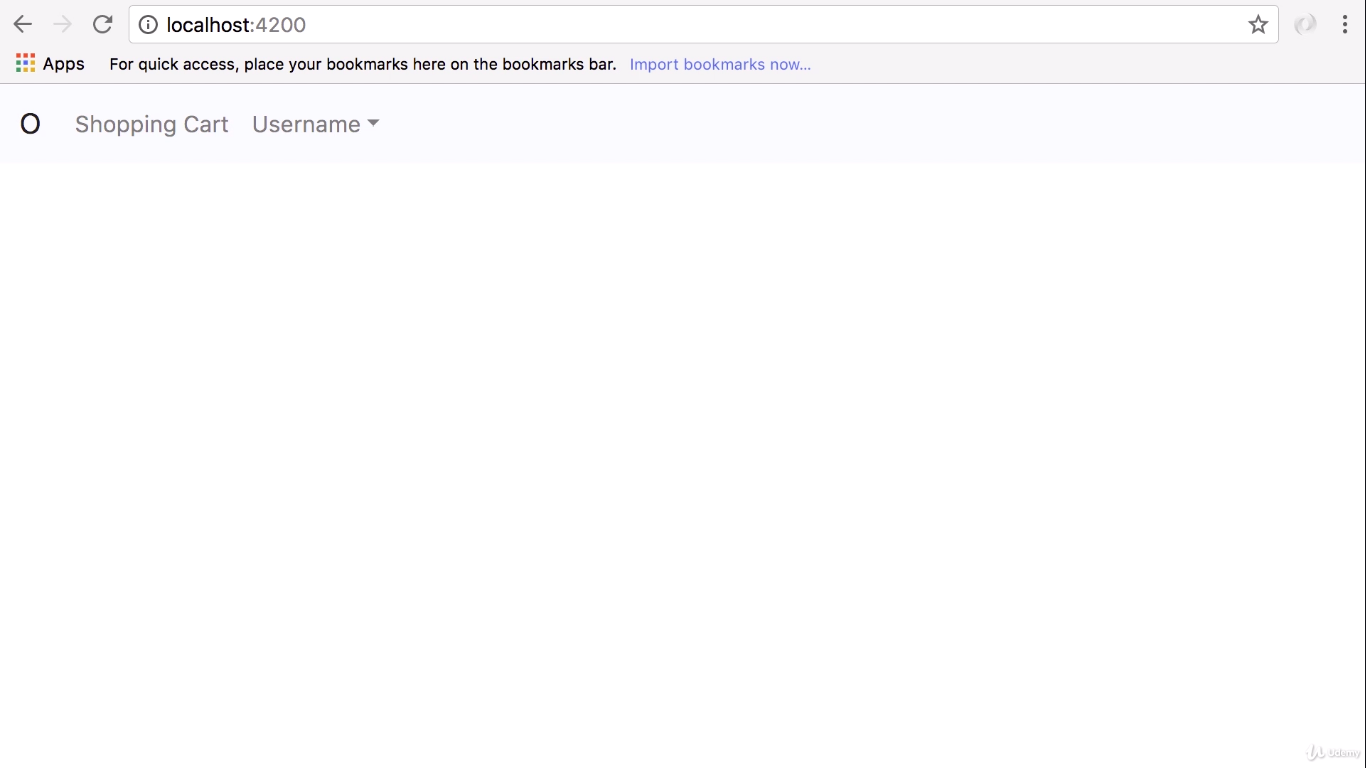 localhost:4200
Apps For quick access, place your bookmarks here on the bookmarks bar. Import bookmarks now...
O Shopping Cart Username
Udemy